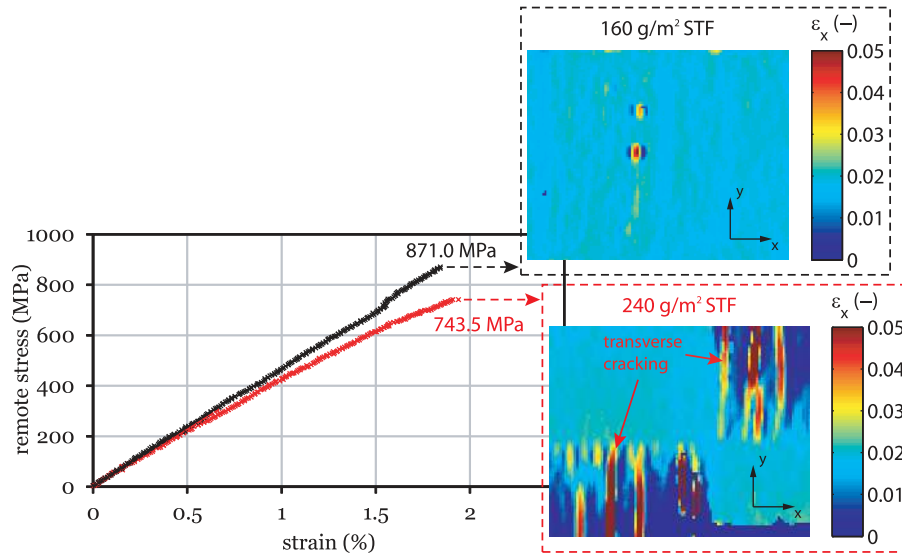 160 g/m² STF
εx (–)
0.05
0.04
0.03
0.02
0.01
0
y
x
1000
800
600
400
200
0
remote stress (MPa)
871.0 MPa
743.5 MPa
0
0.5
1
1.5
2
strain (%)
240 g/m² STF
εx (–)
transverse
cracking
0.05
0.04
0.03
0.02
0.01
0
y
x